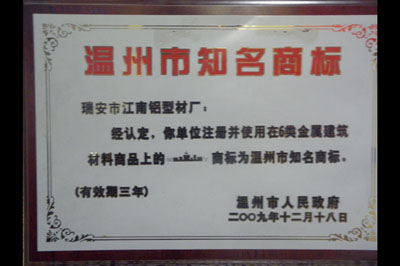 温州市知名商标
瑞安市江南铝型材厂：
经认定，你单位注册并使用在6类金属建筑
材料商品上的商标为温州市知名商标。
(有效期三年)
温州市人民政府
二〇〇九年十二月十八日